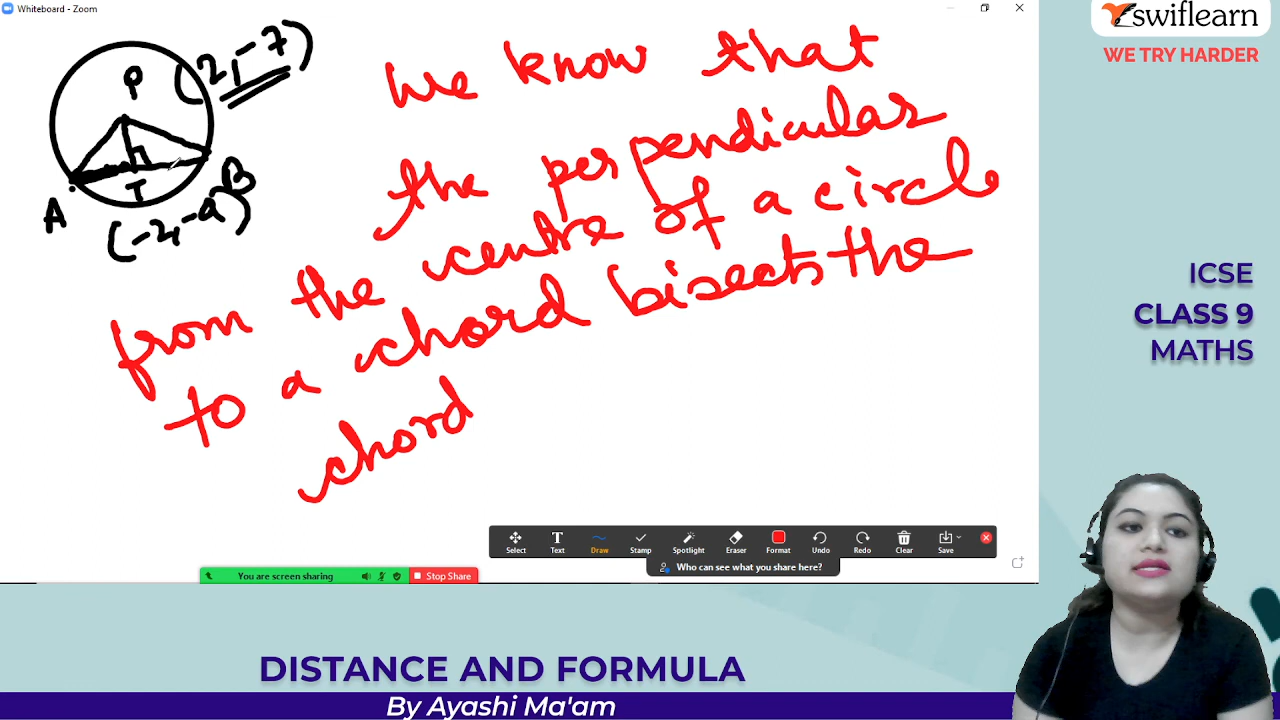 Whiteboard - Zoom
swiflearn
WE TRY HARDER
P
(2, -7)
A
T
B
(-2, -9)
We know that
the perpendicular
from the centre of a circle
to a chord bisects the
chord
ICSE
CLASS 9
MATHS
Select
Text
Draw
Stamp
Spotlight
Eraser
Format
Undo
Redo
Clear
Save
Who can see what you share here?
You are screen sharing
Stop Share
DISTANCE AND FORMULA
By Ayashi Ma'am